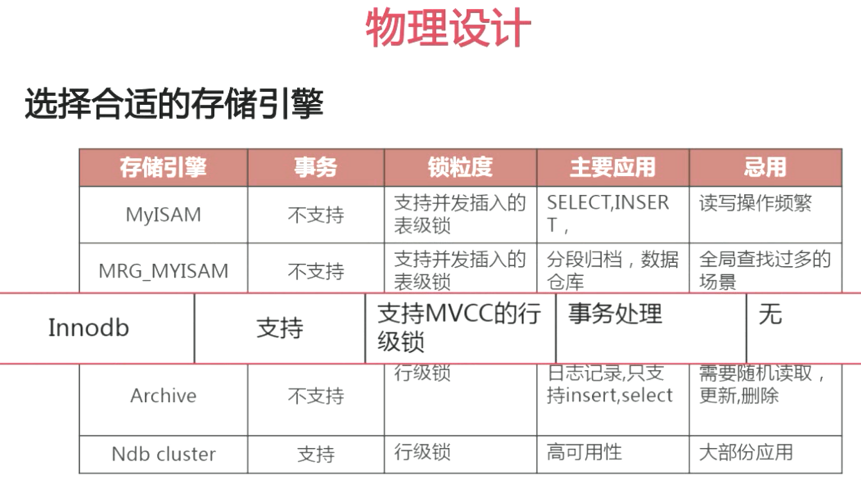 物理设计
选择合适的存储引擎
存储引擎 事务 锁粒度 主要应用 忌用
MyISAM 不支持 支持并发插入的 SELECT,INSER 读写操作频繁
表级锁 T，
MRG_MYISAM 不支持 支持并发插入的 分段归档，数据 全局查找过多的
表级锁 仓库 场景
Innodb 支持 支持MVCC的行 事务处理 无
级锁
Archive 不支持 行级锁 日志记录,只支 需要随机读取，
持insert,select 更新,删除
Ndb cluster 支持 行级锁 高可用性 大部份应用